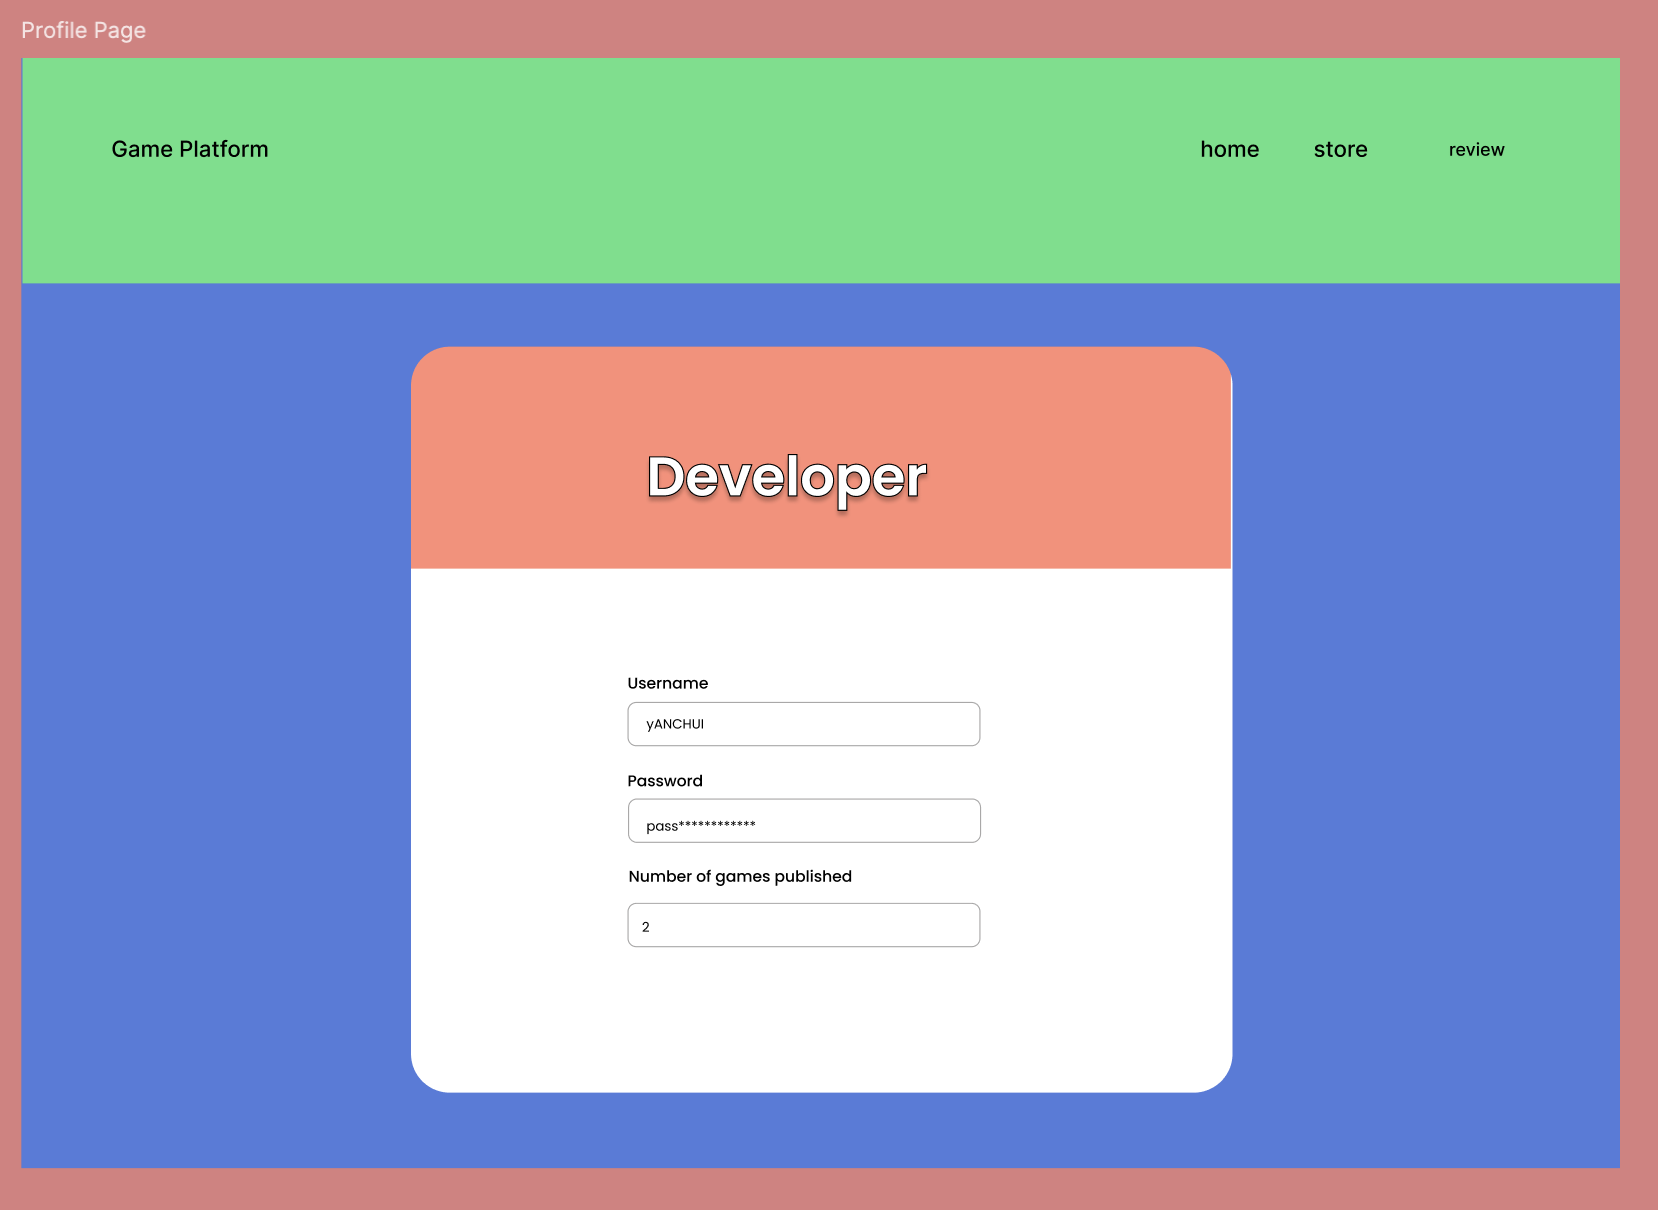 Profile Page
Game Platform home store review
Developer
Username
yANCHUI
Password
pass************
Number of games published
2